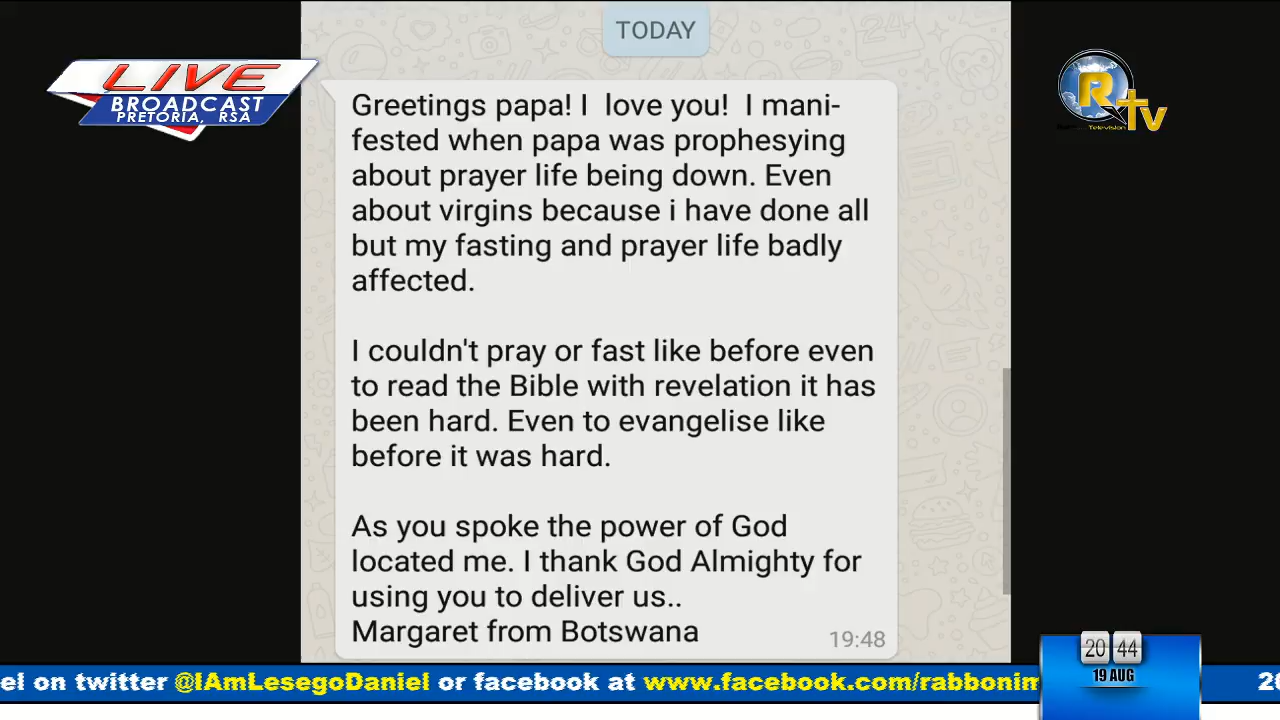 TODAY
LIVE
BROADCAST
PRETORIA, RSA
R tv
Television
Greetings papa! I love you! I mani-
fested when papa was prophesying
about prayer life being down. Even
about virgins because i have done all
but my fasting and prayer life badly
affected.
I couldn't pray or fast like before even
to read the Bible with revelation it has
been hard. Even to evangelise like
before it was hard.
As you spoke the power of God
located me. I thank God Almighty for
using you to deliver us..
Margaret from Botswana
19:48
20 44
19 AUG
el on twitter @IAmLesegoDaniel or facebook at www.facebook.com/rabbonim
20